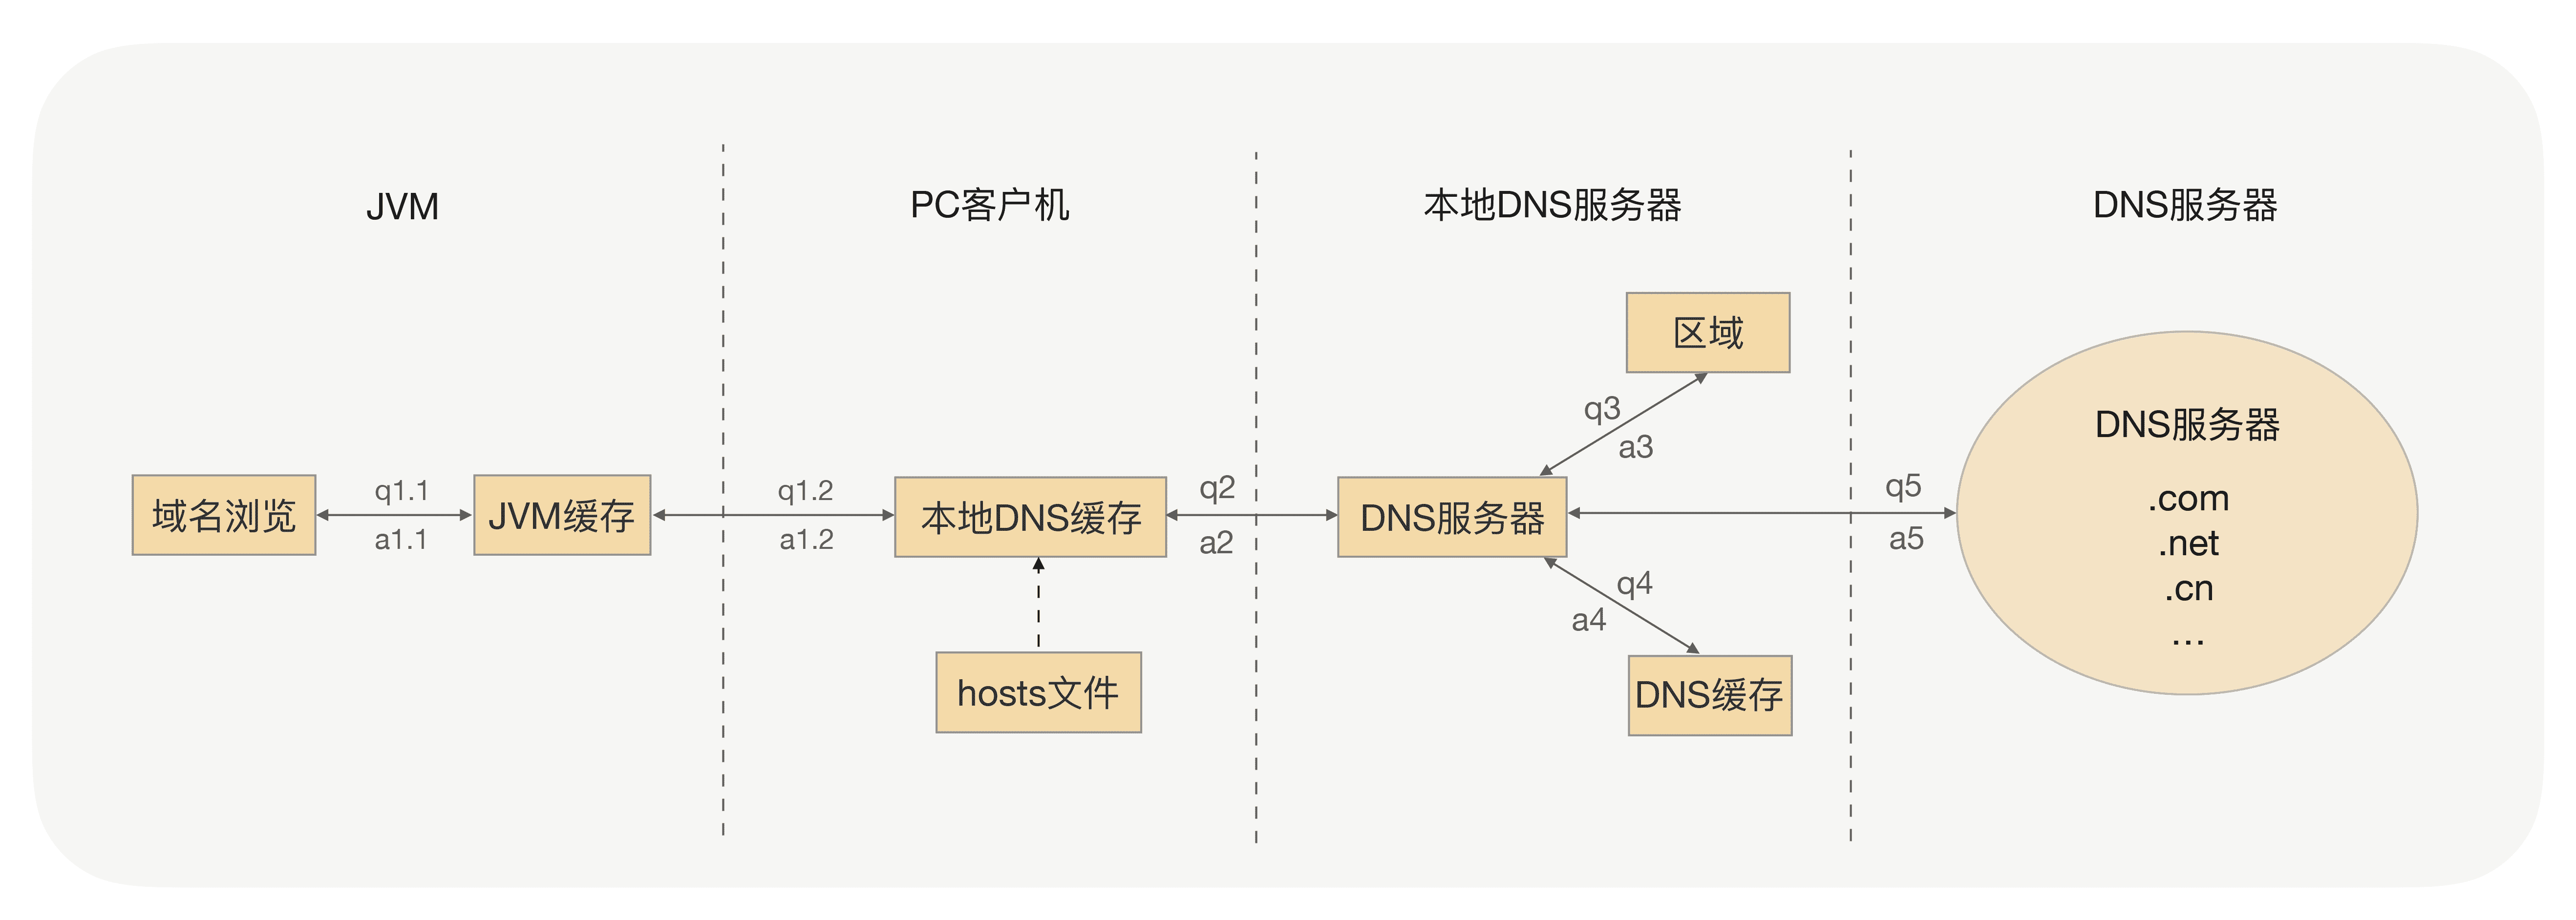 JVM
PC客户机
本地DNS服务器
DNS服务器
区域
q3
a3
域名浏览
q1.1
a1.1
JVM缓存
q1.2
a1.2
本地DNS缓存
q2
a2
DNS服务器
q5
a5
DNS服务器
.com
.net
.cn
...
q4
a4
hosts文件
DNS缓存